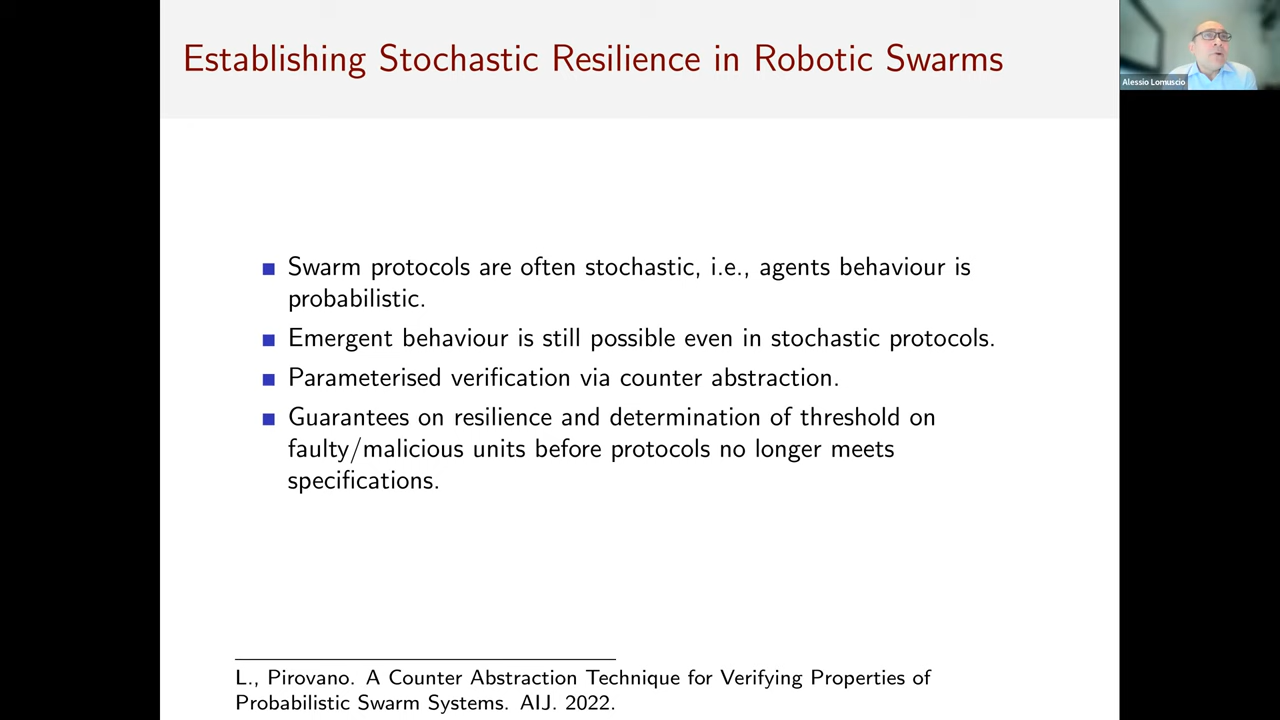 Establishing Stochastic Resilience in Robotic Swarms
Alessio Lomuscio
Swarm protocols are often stochastic, i.e., agents behaviour is
probabilistic.
Emergent behaviour is still possible even in stochastic protocols.
Parameterised verification via counter abstraction.
Guarantees on resilience and determination of threshold on
faulty/malicious units before protocols no longer meets
specifications.
L., Pirovano. A Counter Abstraction Technique for Verifying Properties of
Probabilistic Swarm Systems. AIJ. 2022.